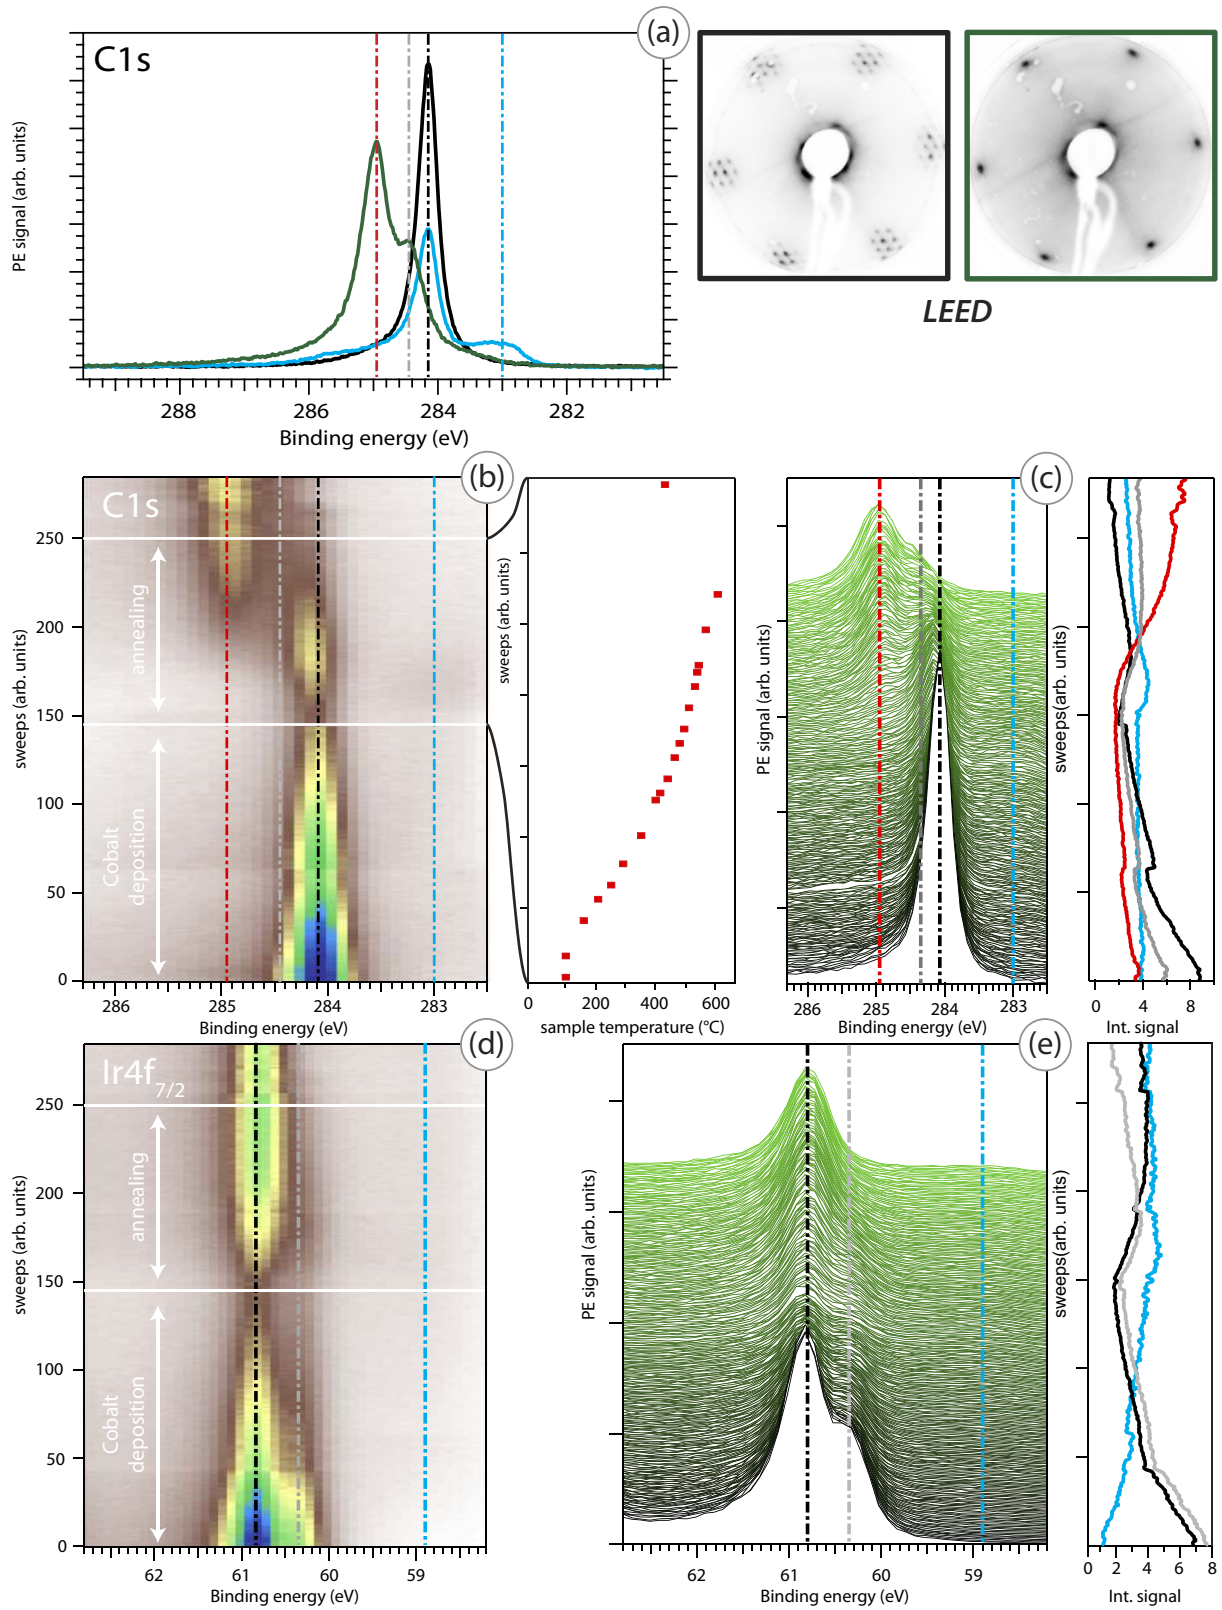 (a)
C1s
PE signal (arb. units)
288 286 284 282
Binding energy (eV)
LEED
(b)
C1s
250
200
150
100
50
0
sweeps (arb. units)
annealing
Cobalt
deposition
286 285 284 283
Binding energy (eV)
sweeps (arb. units)
0 200 400 600
sample temperature (°C)
(c)
PE signal (arb. units)
286 285 284 283
Binding energy (eV)
sweeps(arb. units)
0 4 8
Int. signal
(d)
Ir4f7/2
250
200
150
100
50
0
sweeps (arb. units)
annealing
Cobalt
deposition
62 61 60 59
Binding energy (eV)
(e)
PE signal (arb. units)
62 61 60 59
Binding energy (eV)
sweeps(arb. units)
0 2 4 6 8
Int. signal